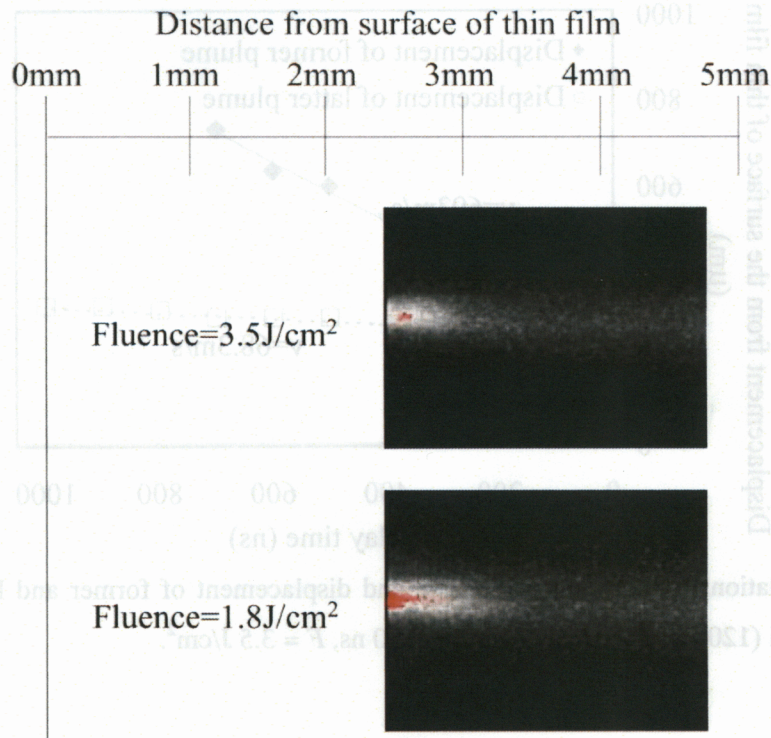 Distance from surface of thin film
0mm 1mm 2mm 3mm 4mm 5mm
Fluence=3.5J/cm²
Fluence=1.8J/cm²